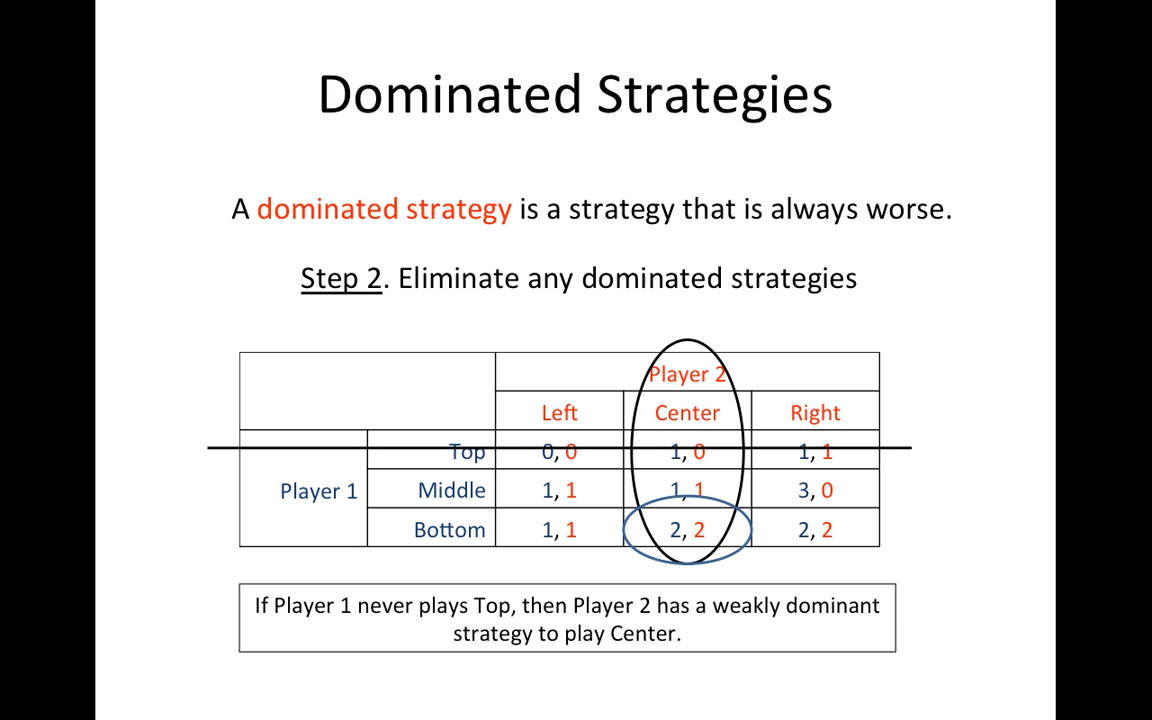 Dominated Strategies
A dominated strategy is a strategy that is always worse.
Step 2. Eliminate any dominated strategies
Player 2
Left Center Right
Top 0, 0 1, 0 1, 1
Player 1 Middle 1, 1 1, 1 3, 0
Bottom 1, 1 2, 2 2, 2
If Player 1 never plays Top, then Player 2 has a weakly dominant
strategy to play Center.